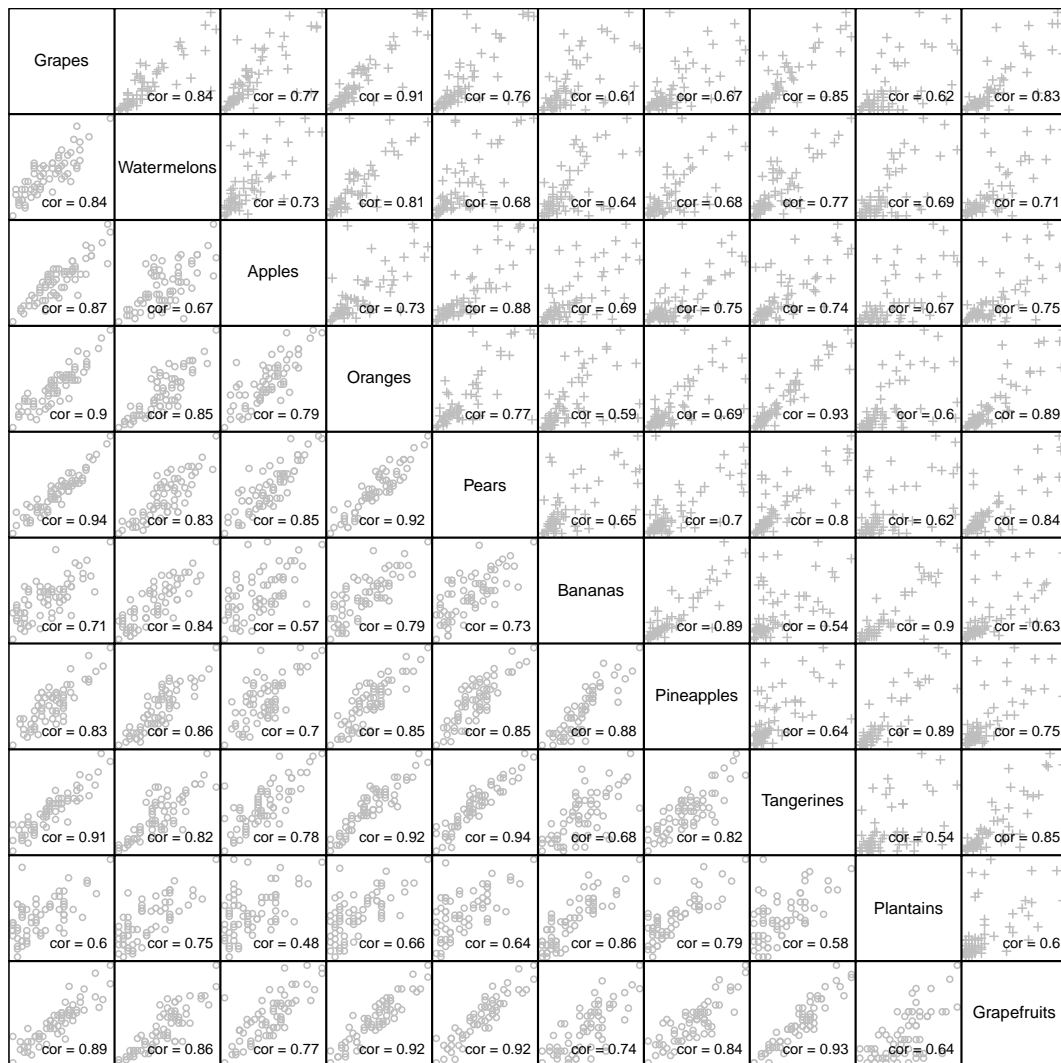 Grapes
cor = 0.84
cor = 0.77
cor = 0.91
cor = 0.76
cor = 0.61
cor = 0.67
cor = 0.85
cor = 0.62
cor = 0.83
cor = 0.84
Watermelons
cor = 0.73
cor = 0.81
cor = 0.68
cor = 0.64
cor = 0.68
cor = 0.77
cor = 0.69
cor = 0.71
cor = 0.87
cor = 0.67
Apples
cor = 0.73
cor = 0.88
cor = 0.69
cor = 0.75
cor = 0.74
cor = 0.67
cor = 0.75
cor = 0.9
cor = 0.85
cor = 0.79
Oranges
cor = 0.77
cor = 0.59
cor = 0.69
cor = 0.93
cor = 0.6
cor = 0.89
cor = 0.94
cor = 0.83
cor = 0.85
cor = 0.92
Pears
cor = 0.65
cor = 0.7
cor = 0.8
cor = 0.62
cor = 0.84
cor = 0.71
cor = 0.84
cor = 0.57
cor = 0.79
cor = 0.73
Bananas
cor = 0.89
cor = 0.54
cor = 0.9
cor = 0.63
cor = 0.83
cor = 0.86
cor = 0.7
cor = 0.85
cor = 0.85
cor = 0.88
Pineapples
cor = 0.64
cor = 0.89
cor = 0.75
cor = 0.91
cor = 0.82
cor = 0.78
cor = 0.92
cor = 0.94
cor = 0.68
cor = 0.82
Tangerines
cor = 0.54
cor = 0.85
cor = 0.6
cor = 0.75
cor = 0.48
cor = 0.66
cor = 0.64
cor = 0.86
cor = 0.79
cor = 0.58
Plantains
cor = 0.6
cor = 0.89
cor = 0.86
cor = 0.77
cor = 0.92
cor = 0.92
cor = 0.74
cor = 0.84
cor = 0.93
cor = 0.64
Grapefruits